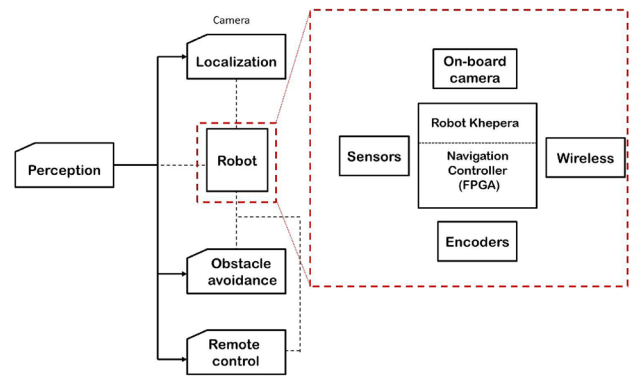 Camera
Localization
Perception
Robot
Obstacle
avoidance
Remote
control
On-board
camera
Robot Khepera
Navigation
Controller
(FPGA)
Sensors
Wireless
Encoders